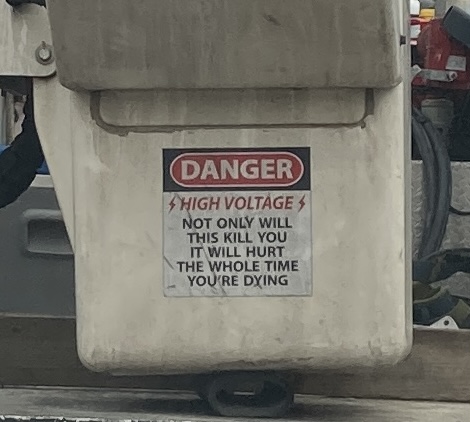 DANGER
HIGH VOLTAGE
NOT ONLY WILL
THIS KILL YOU
IT WILL HURT
THE WHOLE TIME
YOU'RE DYING